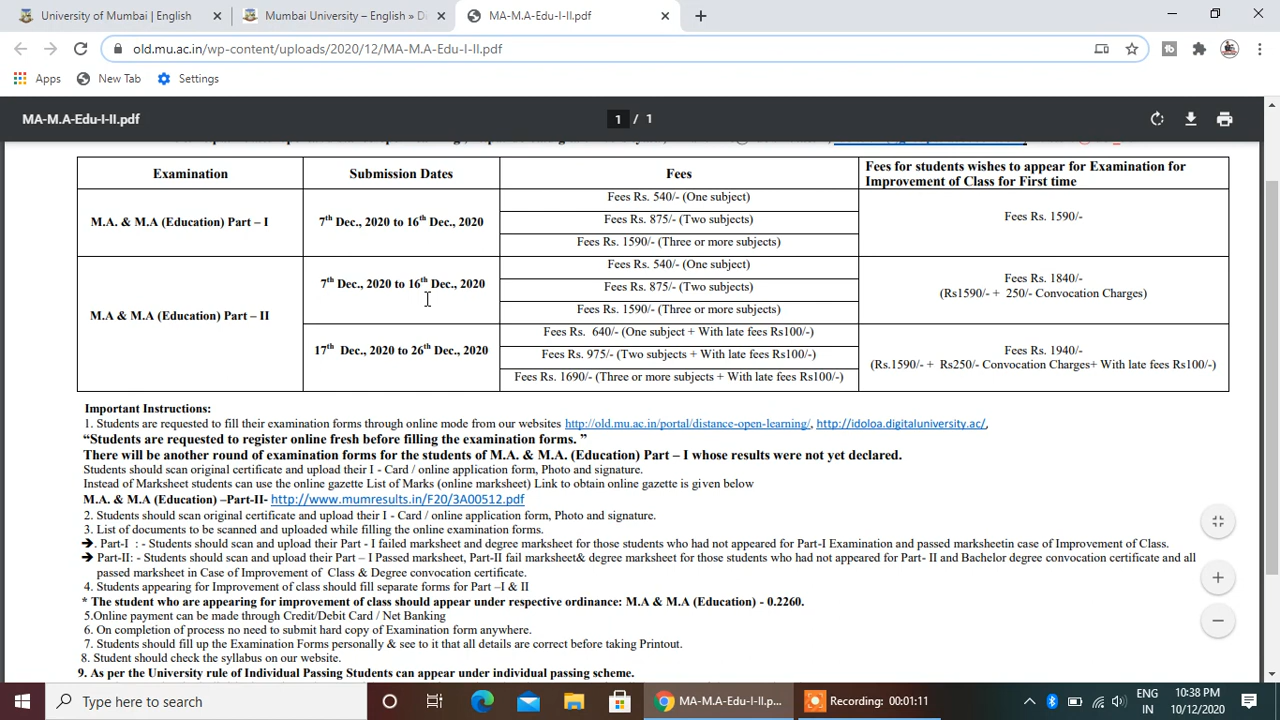 University of Mumbai | English
Mumbai University – English » D
MA-M.A-Edu-I-II.pdf
old.mu.ac.in/wp-content/uploads/2020/12/MA-M.A-Edu-I-II.pdf
Apps
New Tab
Settings
MA-M.A-Edu-I-II.pdf
1 / 1
Examination
Submission Dates
Fees
Fees for students wishes to appear for Examination for
Improvement of Class for First time
M.A. & M.A (Education) Part – I
7th Dec., 2020 to 16th Dec., 2020
Fees Rs. 540/- (One subject)
Fees Rs. 875/- (Two subjects)
Fees Rs. 1590/- (Three or more subjects)
Fees Rs. 1590/-
M.A & M.A (Education) Part – II
7th Dec., 2020 to 16th Dec., 2020
Fees Rs. 540/- (One subject)
Fees Rs. 875/- (Two subjects)
Fees Rs. 1590/- (Three or more subjects)
Fees Rs. 1840/-
(Rs1590/- + 250/- Convocation Charges)
17th Dec., 2020 to 26th Dec., 2020
Fees Rs. 640/- (One subject + With late fees Rs100/-)
Fees Rs. 975/- (Two subjects + With late fees Rs100/-)
Fees Rs. 1690/- (Three or more subjects + With late fees Rs100/-)
Fees Rs. 1940/-
(Rs.1590/- + Rs250/- Convocation Charges+ With late fees Rs100/-)
Important Instructions:
1. Students are requested to fill their examination forms through online mode from our websites http://old.mu.ac.in/portal/distance-open-learning/, http://idoloa.digitaluniversity.ac/,
“Students are requested to register online fresh before filling the examination forms. ”
There will be another round of examination forms for the students of M.A. & M.A. (Education) Part – I whose results were not yet declared.
Students should scan original certificate and upload their I - Card / online application form, Photo and signature.
Instead of Marksheet students can use the online gazette List of Marks (online marksheet) Link to obtain online gazette is given below
M.A. & M.A (Education) –Part-II- http://www.mumresults.in/F20/3A00512.pdf
2. Students should scan original certificate and upload their I - Card / online application form, Photo and signature.
3. List of documents to be scanned and uploaded while filling the online examination forms.
➔ . Part-I : - Students should scan and upload their Part - I failed marksheet and degree marksheet for those students who had not appeared for Part-I Examination and passed marksheetin case of Improvement of Class.
➔ Part-II: - Students should scan and upload their Part – I Passed marksheet, Part-II fail marksheet& degree marksheet for those students who had not appeared for Part- II and Bachelor degree convocation certificate and all
passed marksheet in Case of Improvement of Class & Degree convocation certificate.
4. Students appearing for Improvement of class should fill separate forms for Part –I & II
* The student who are appearing for improvement of class should appear under respective ordinance: M.A & M.A (Education) - 0.2260.
5.Online payment can be made through Credit/Debit Card / Net Banking
6. On completion of process no need to submit hard copy of Examination form anywhere.
7. Students should fill up the Examination Forms personally & see to it that all details are correct before taking Printout.
8. Student should check the syllabus on our website.
9. As per the University rule of Individual Passing Students can appear under individual passing scheme.
Type here to search
MA-M.A-Edu-I-II.p...
Recording: 00:01:11
ENG
IN
10:38 PM
10/12/2020